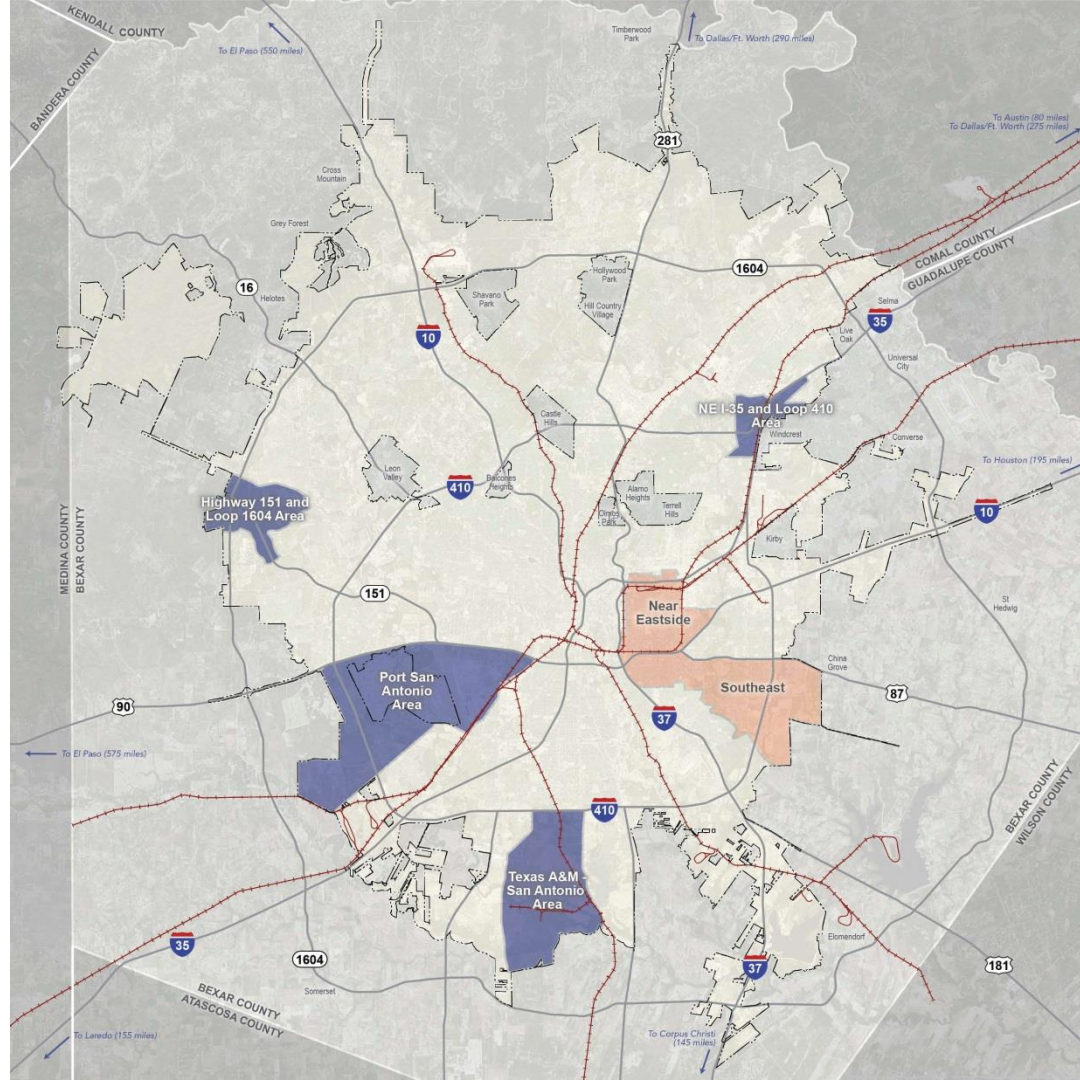 KENDALL COUNTY
BANDERA COUNTY
To El Paso (550 miles)
Timberwood
Park
To Dallas/Ft. Worth (290 miles)
To Austin (80 miles)
To Dallas/Ft. Worth (275 miles)
281
Cross
Mountain
Grey Forest
COMAL COUNTY
GUADALUPE COUNTY
1604
Hollywood
Park
16
Helotes
Shavano
Park
Hill Country
Village
Selma
35
10
Live
Oak
Universal
City
NE I-35 and Loop 410
Area
Windcrest
Castle
Hills
Converse
To Houston (195 miles)
Leon
Valley
410
Balcones
Heights
Alamo
Heights
Terrell
Hills
Olmos
Park
Highway 151 and
Loop 1604 Area
10
Kirby
MEDINA COUNTY
BEXAR COUNTY
151
Near
Eastside
St
Hedwig
China
Grove
Port San
Antonio
Area
Southeast
87
90
37
To El Paso (575 miles)
BEXAR COUNTY
WILSON COUNTY
410
Texas A&M -
San Antonio
Area
35
Elomendorf
1604
37
181
Somerset
BEXAR COUNTY
ATASCOSA COUNTY
To Laredo (155 miles)
To Corpus Christi
(145 miles)